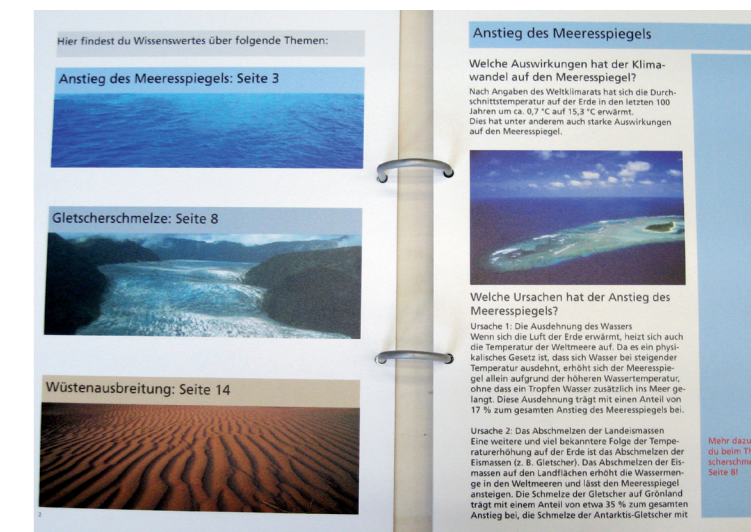 Hier findest du Wissenswertes über folgende Themen:
Anstieg des Meeresspiegels: Seite 3
Gletscherschmelze: Seite 8
Wüstenausbreitung: Seite 14
2
Anstieg des Meeresspiegels
Welche Auswirkungen hat der Klima-
wandel auf den Meeresspiegel?
Nach Angaben des Weltklimarats hat sich die Durch-
schnittstemperatur auf der Erde in den letzten 100
Jahren um ca. 0,7 °C auf 15,3 °C erwärmt.
Dies hat unter anderem auch starke Auswirkungen
auf den Meeresspiegel.
Welche Ursachen hat der Anstieg des
Meeresspiegels?
Ursache 1: Die Ausdehnung des Wassers
Wenn sich die Luft der Erde erwärmt, heizt sich auch
die Temperatur der Weltmeere auf. Da es ein physi-
kalisches Gesetz ist, dass sich Wasser bei steigender
Temperatur ausdehnt, erhöht sich der Meeresspie-
gel allein aufgrund der höheren Wassertemperatur,
ohne dass ein Tropfen Wasser zusätzlich ins Meer ge-
langt. Diese Ausdehnung trägt mit einen Anteil von
17 % zum gesamten Anstieg des Meeresspiegels bei.
Ursache 2: Das Abschmelzen der Landeismassen
Eine weitere und viel bekanntere Folge der Tempe-
raturerhöhung auf der Erde ist das Abschmelzen der
Eismassen (z. B. Gletscher). Das Abschmelzen der Eis-
massen auf den Landflächen erhöht die Wassermen-
ge in den Weltmeeren und lässt den Meeresspiegel
ansteigen. Die Schmelze der Gletscher auf Grönland
trägt mit einem Anteil von etwa 35 % zum gesamten
Anstieg bei, die Schmelze der Antarktis-Gletscher mit
Mehr dazu
du beim Th
scherschme
Seite 8!